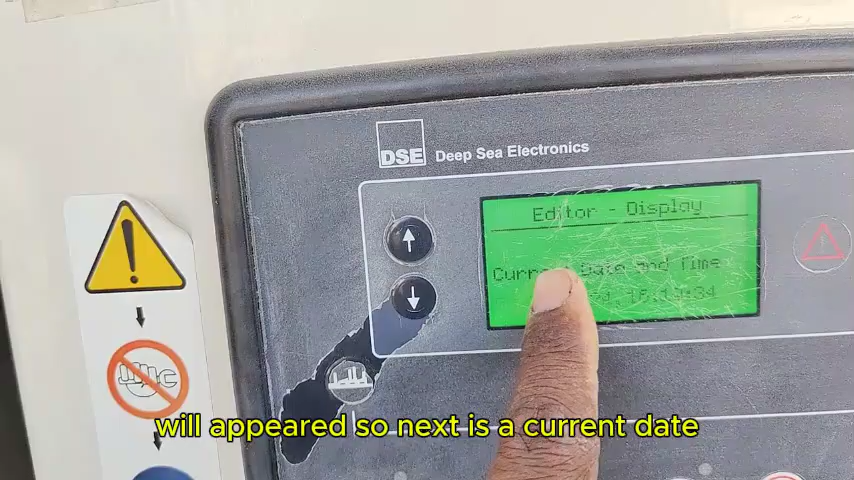 DSE
Deep Sea Electronics
Editor - Display
Current Date and Time
will appeared so next is a current date